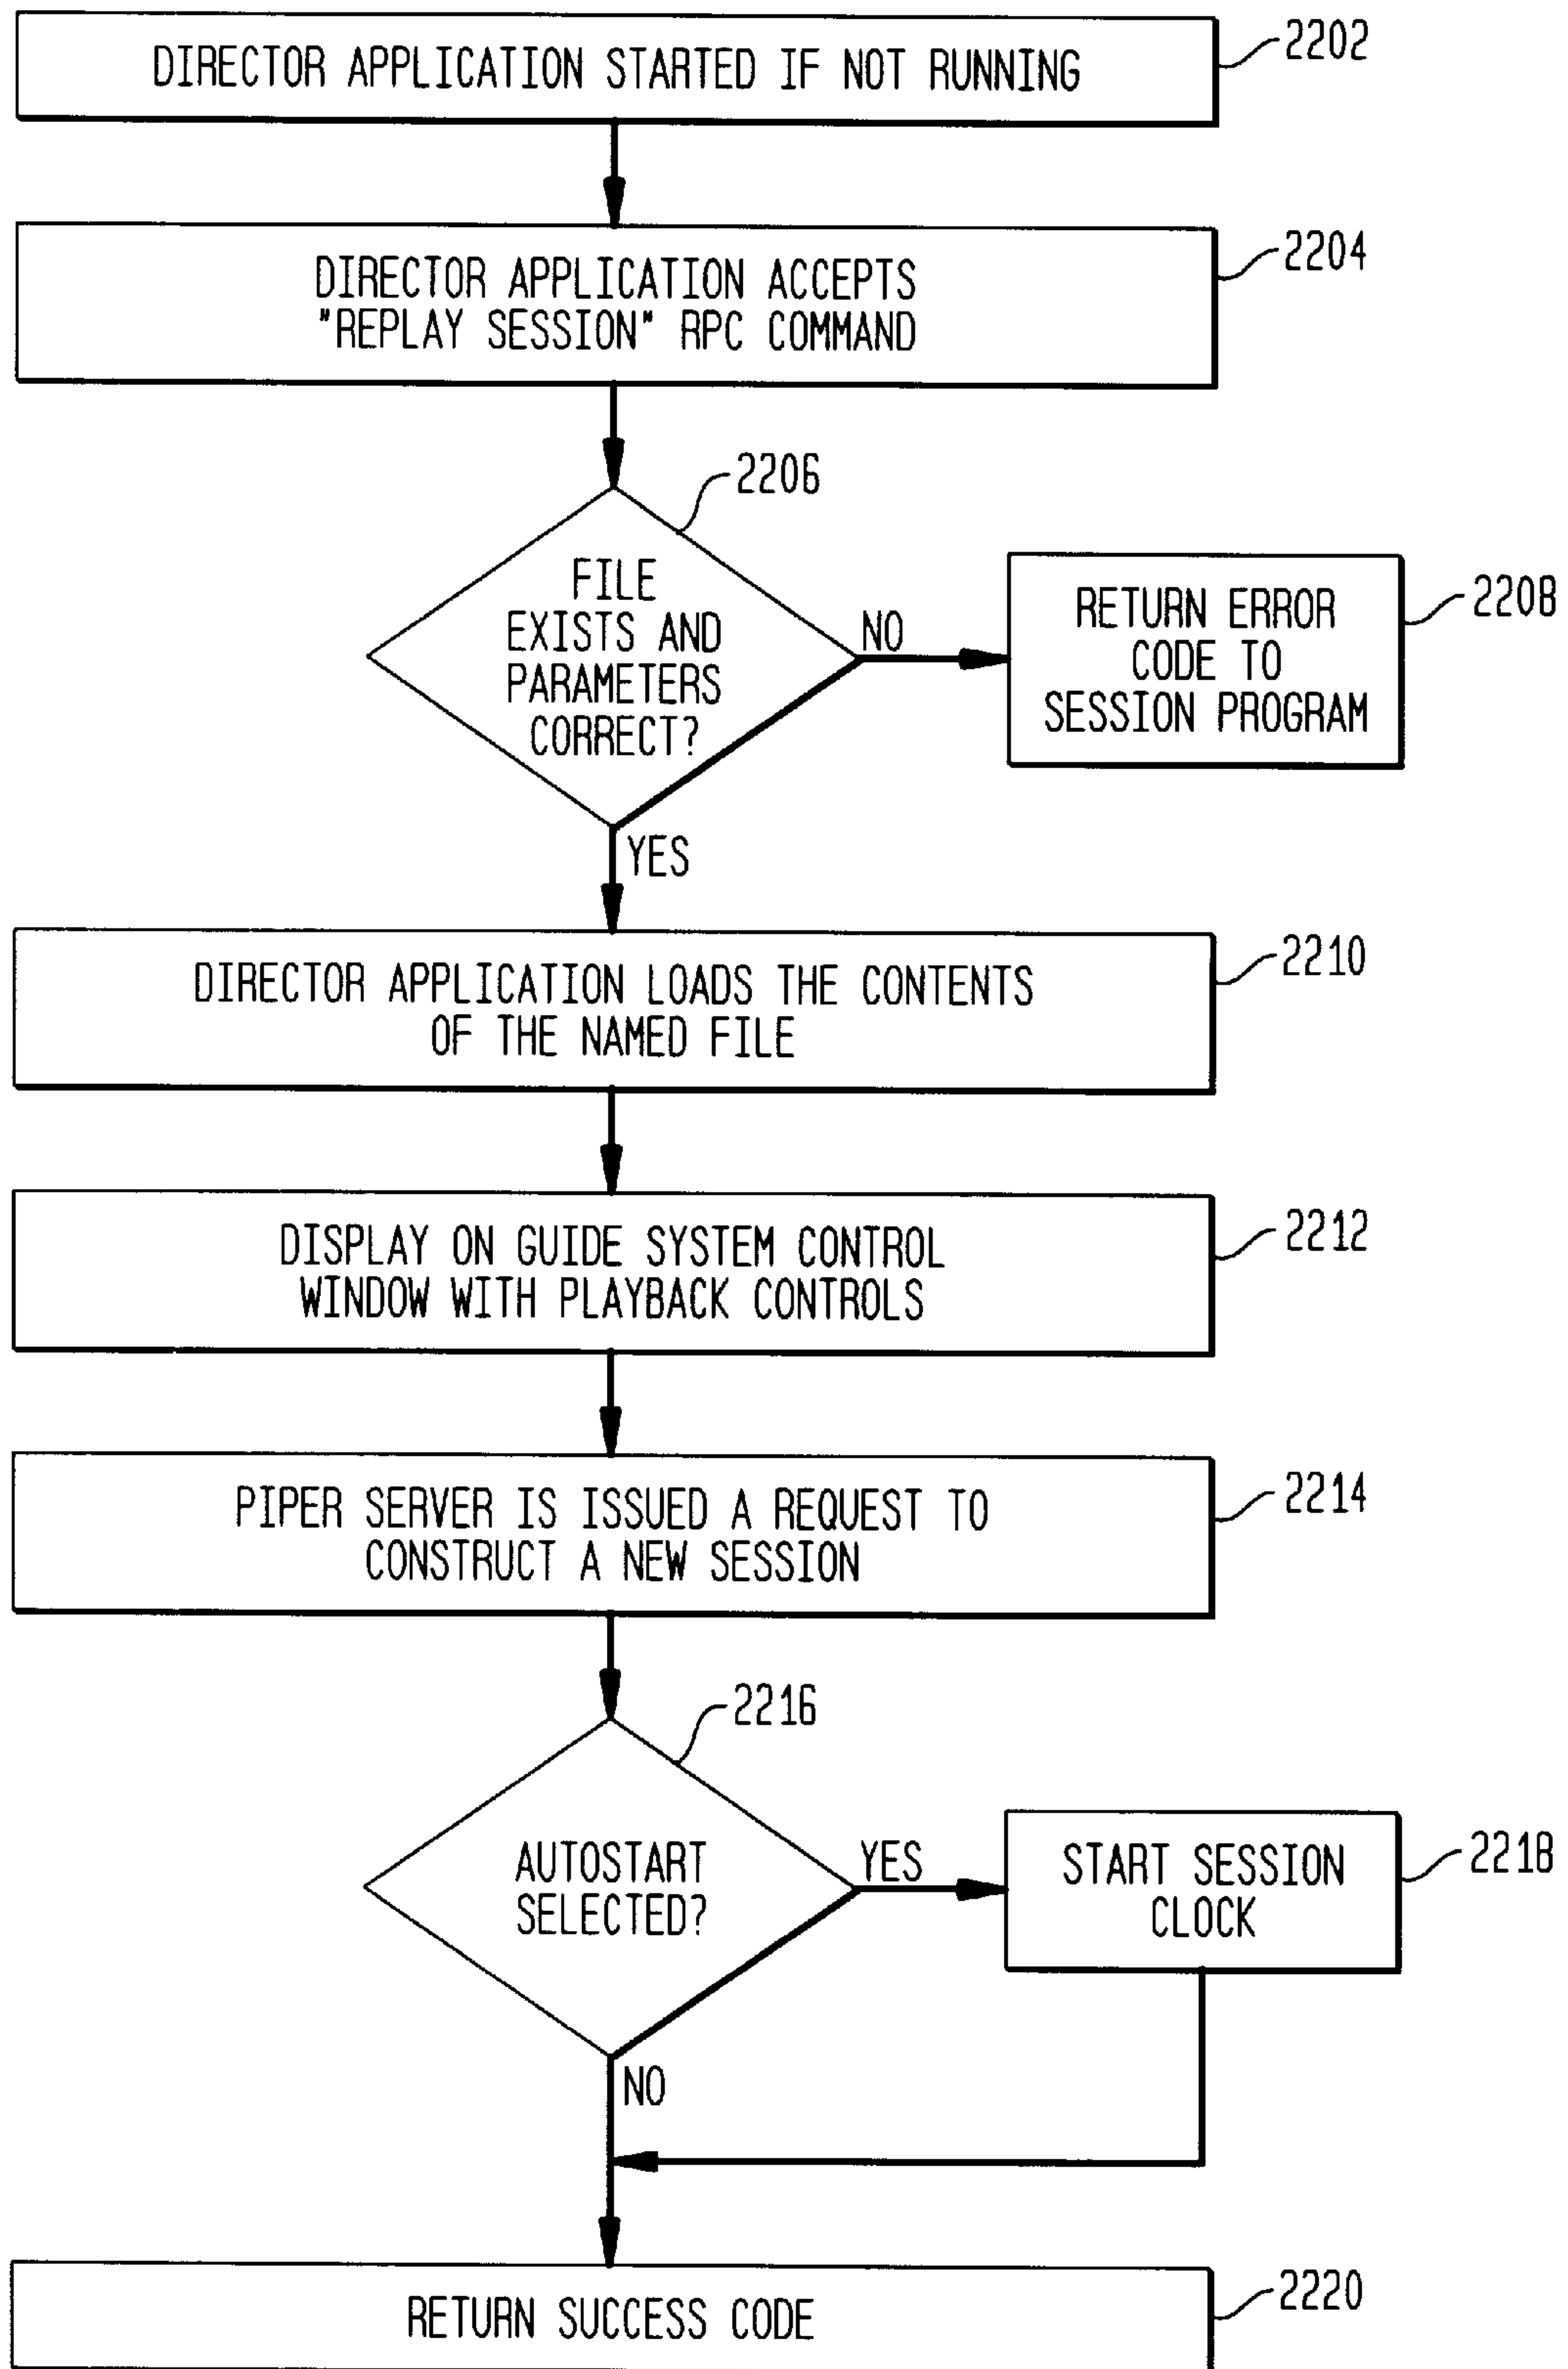 DIRECTOR APPLICATION STARTED IF NOT RUNNING
2202
DIRECTOR APPLICATION ACCEPTS
"REPLAY SESSION" RPC COMMAND
2204
2206
FILE
EXISTS AND
PARAMETERS
CORRECT?
NO
RETURN ERROR
CODE TO
SESSION PROGRAM
2208
YES
DIRECTOR APPLICATION LOADS THE CONTENTS
OF THE NAMED FILE
2210
DISPLAY ON GUIDE SYSTEM CONTROL
WINDOW WITH PLAYBACK CONTROLS
2212
PIPER SERVER IS ISSUED A REQUEST TO
CONSTRUCT A NEW SESSION
2214
2216
AUTOSTART
SELECTED?
YES
START SESSION
CLOCK
2218
NO
RETURN SUCCESS CODE
2220